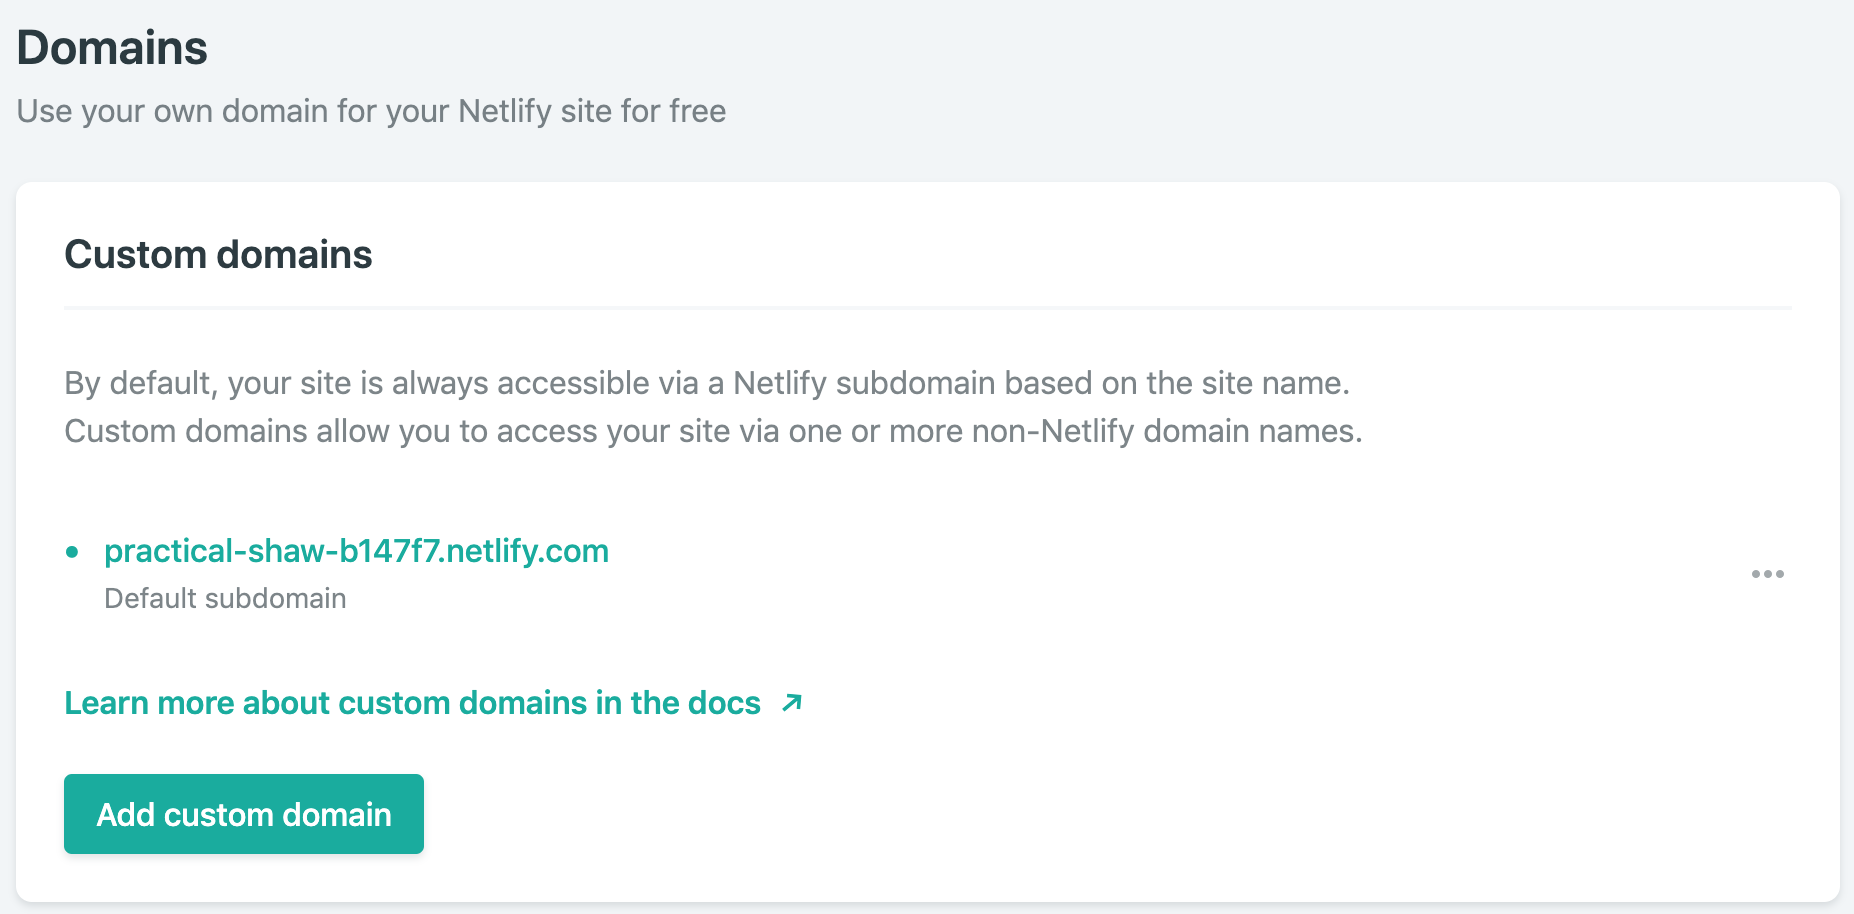 Domains
Use your own domain for your Netlify site for free
Custom domains
By default, your site is always accessible via a Netlify subdomain based on the site name.
Custom domains allow you to access your site via one or more non-Netlify domain names.
practical-shaw-b147f7.netlify.com
Default subdomain
Learn more about custom domains in the docs
Add custom domain